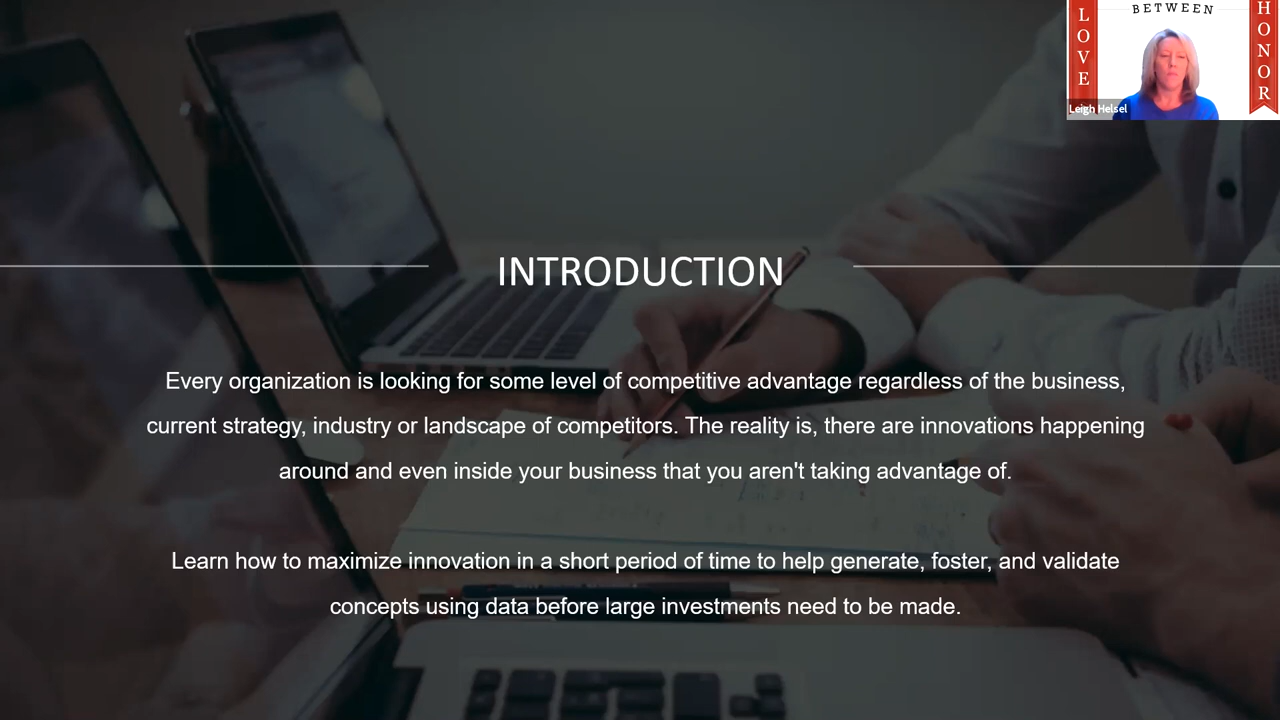 BETWEEN
LOVE
HONOR
Leigh Helsel
INTRODUCTION
Every organization is looking for some level of competitive advantage regardless of the business,
current strategy, industry or landscape of competitors. The reality is, there are innovations happening
around and even inside your business that you aren't taking advantage of.
Learn how to maximize innovation in a short period of time to help generate, foster, and validate
concepts using data before large investments need to be made.